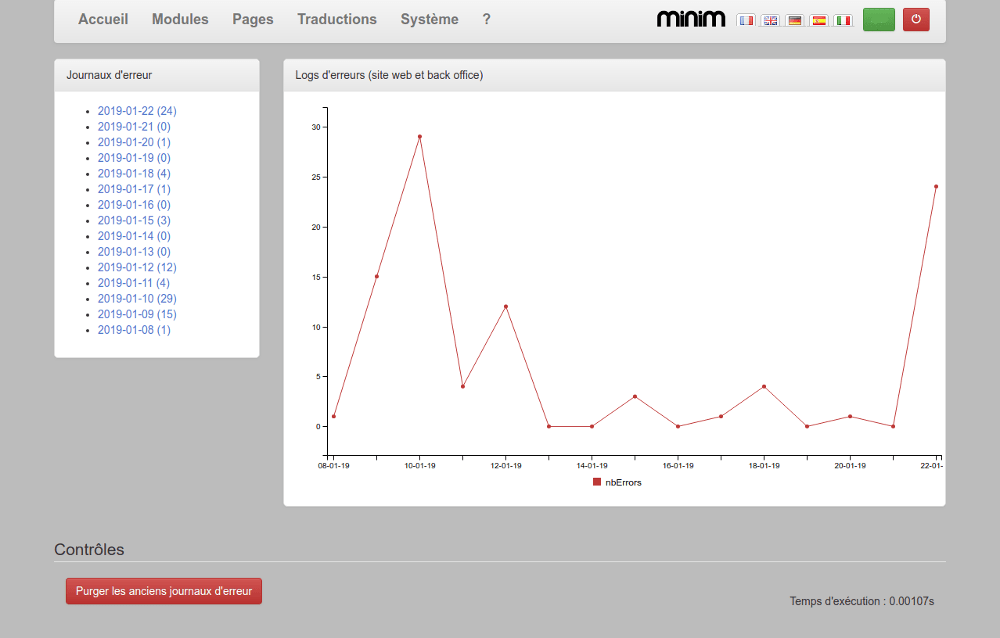 Accueil Modules Pages Traductions Système ? minim
Journaux d'erreur
2019-01-22 (24)
2019-01-21 (0)
2019-01-20 (1)
2019-01-19 (0)
2019-01-18 (4)
2019-01-17 (1)
2019-01-16 (0)
2019-01-15 (3)
2019-01-14 (0)
2019-01-13 (0)
2019-01-12 (12)
2019-01-11 (4)
2019-01-10 (29)
2019-01-09 (15)
2019-01-08 (1)
Logs d'erreurs (site web et back office)
30
25
20
15
10
5
0
08-01-19 10-01-19 12-01-19 14-01-19 16-01-19 18-01-19 20-01-19 22-01-
nbErrors
Contrôles
Purger les anciens journaux d'erreur
Temps d'exécution : 0.00107s